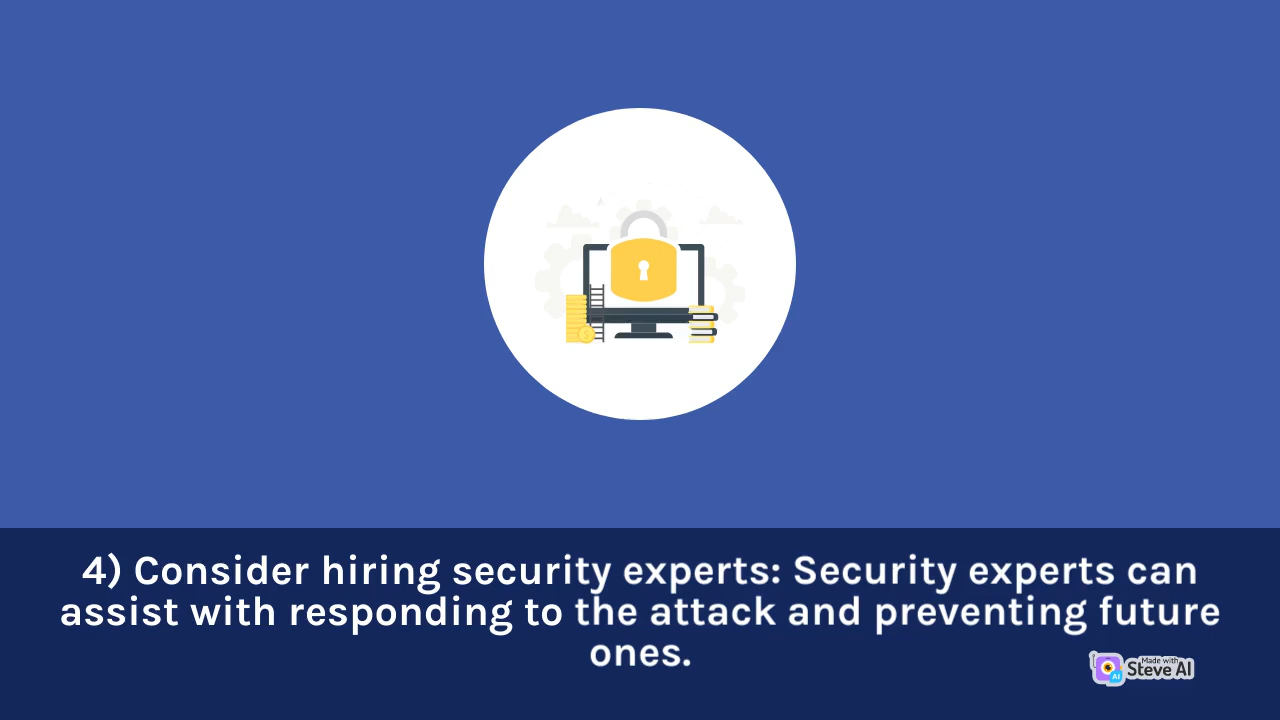 4) Consider hiring security experts: Security experts can
assist with responding to the attack and preventing future
ones.
Made with
Steve AI
AI